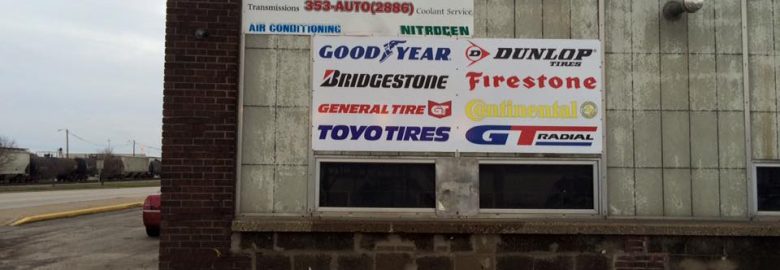 Transmissions 353-AUTO(2886) Coolant Service
AIR CONDITIONING NITROGEN
GOODYEAR DUNLOP
TIRES
BRIDGESTONE Firestone
GENERAL TIRE GT Continental
TOYO TIRES GT RADIAL